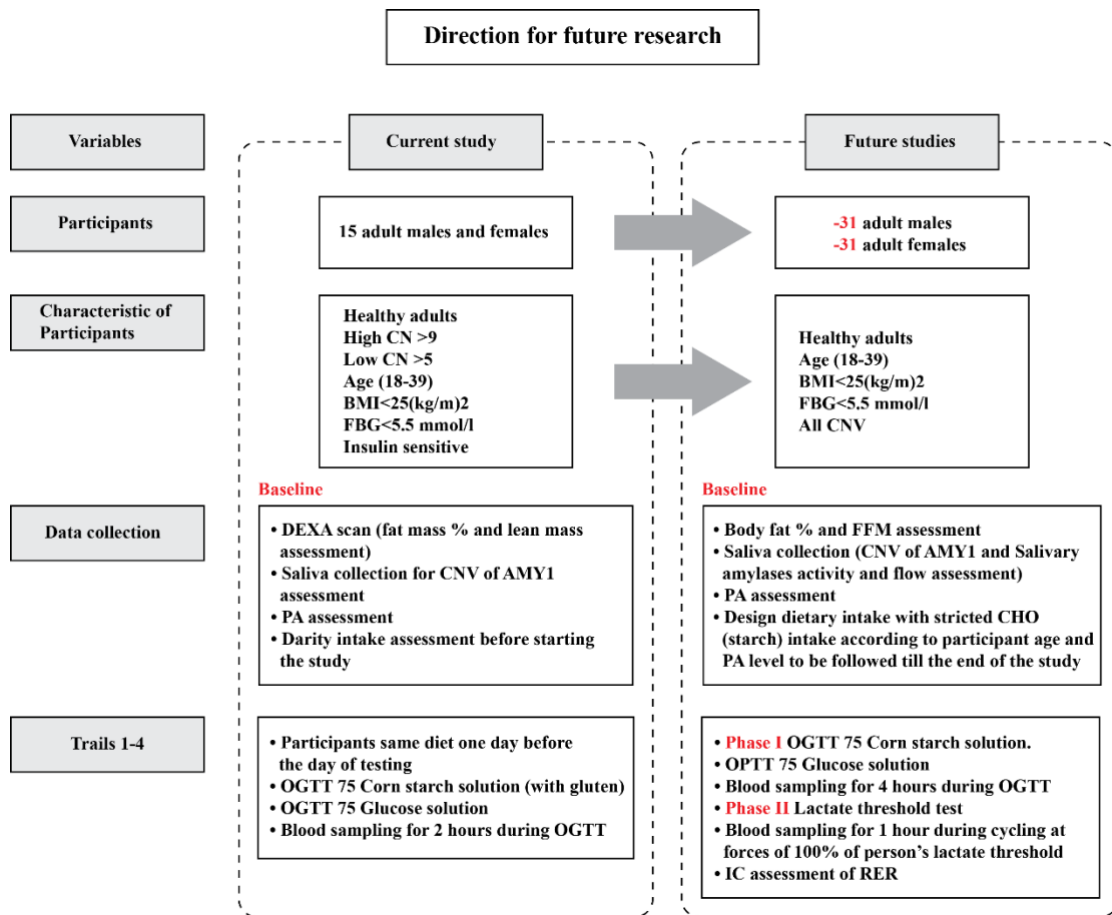 Direction for future research
Variables
Current study
Future studies
Participants
15 adult males and females
-31 adult males
-31 adult females
Characteristic of
Participants
Healthy adults
High CN >9
Low CN >5
Age (18-39)
BMI<25(kg/m)2
FBG<5.5 mmol/l
Insulin sensitive
Healthy adults
Age (18-39)
BMI<25(kg/m)2
FBG<5.5 mmol/l
All CNV
Data collection
Baseline
• DEXA scan (fat mass % and lean mass
assessment)
• Saliva collection for CNV of AMY1
assessment
• PA assessment
• Darity intake assessment before starting
the study
Baseline
• Body fat % and FFM assessment
• Saliva collection (CNV of AMY1 and Salivary
amylases activity and flow assessment)
• PA assessment
• Design dietary intake with stricted CHO
(starch) intake according to participant age and
PA level to be followed till the end of the study
Trails 1-4
• Participants same diet one day before
the day of testing
• OGTT 75 Corn starch solution (with gluten)
• OGTT 75 Glucose solution
• Blood sampling for 2 hours during OGTT
• Phase I OGTT 75 Corn starch solution.
• OPTT 75 Glucose solution
• Blood sampling for 4 hours during OGTT
• Phase II Lactate threshold test
• Blood sampling for 1 hour during cycling at
forces of 100% of person’s lactate threshold
• IC assessment of RER